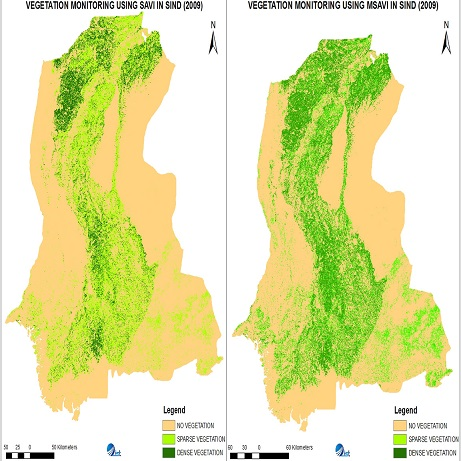 VEGETATION MONITORING USING SAVI IN SIND (2009)
N
Legend
NO VEGETATION
SPARSE VEGETATION
DENSE VEGETATION
50 25 0 50 Kilometers
VEGETATION MONITORING USING MSAVI IN SIND (2009)
N
Legend
NO VEGETATION
SPARSE VEGETATION
DENSE VEGETATION
60 30 0 60 Kilometers